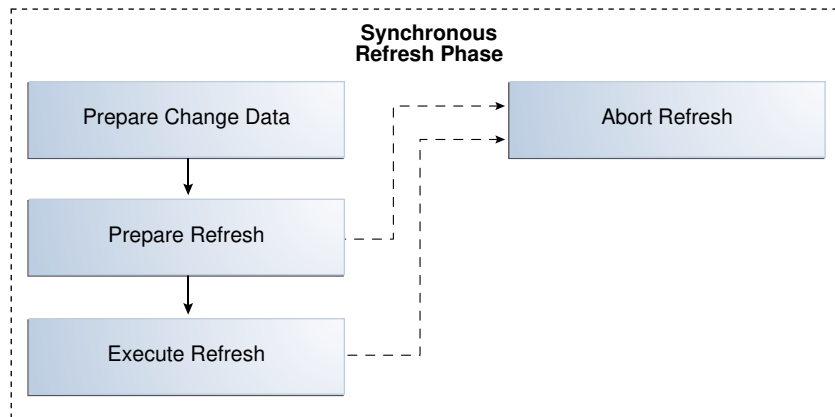 Synchronous
Refresh Phase
Prepare Change Data
Abort Refresh
Prepare Refresh
Execute Refresh